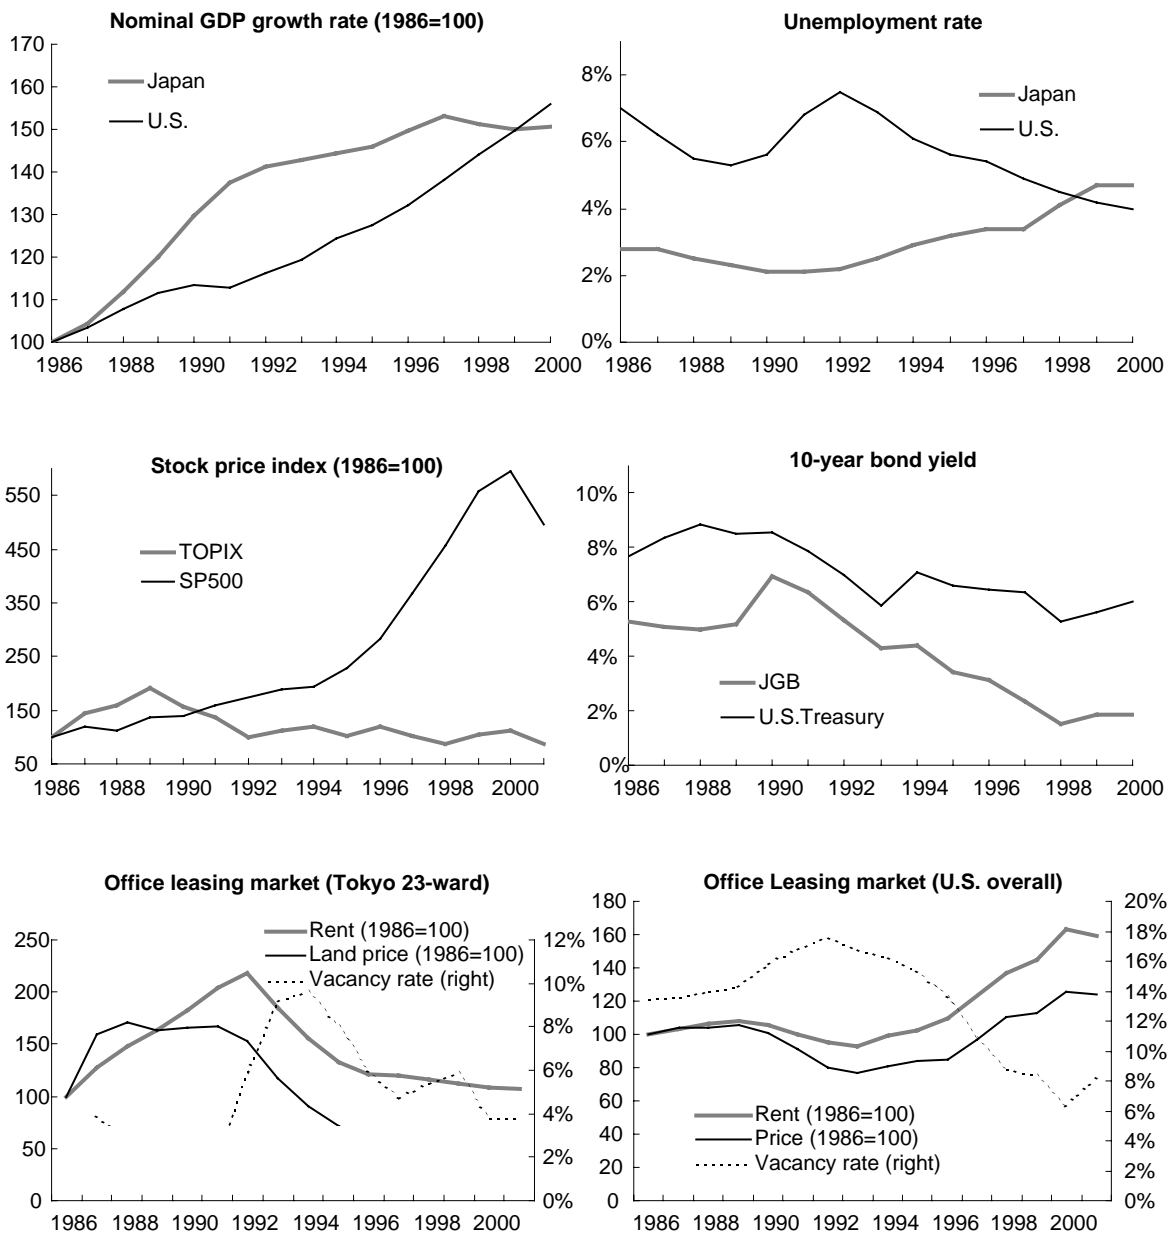 Nominal GDP growth rate (1986=100)
170
160
150
140
130
120
110
100
Japan
U.S.
1986 1988 1990 1992 1994 1996 1998 2000
Unemployment rate
8%
6%
4%
2%
0%
Japan
U.S.
1986 1988 1990 1992 1994 1996 1998 2000
Stock price index (1986=100)
550
450
350
250
150
50
TOPIX
SP500
1986 1988 1990 1992 1994 1996 1998 2000
10-year bond yield
10%
8%
6%
4%
2%
0%
JGB
U.S.Treasury
1986 1988 1990 1992 1994 1996 1998 2000
Office leasing market (Tokyo 23-ward)
250
200
150
100
50
0
Rent (1986=100)
Land price (1986=100)
Vacancy rate (right)
12%
10%
8%
6%
4%
2%
0%
1986 1988 1990 1992 1994 1996 1998 2000
Office Leasing market (U.S. overall)
180
160
140
120
100
80
60
40
20
0
Rent (1986=100)
Price (1986=100)
Vacancy rate (right)
20%
18%
16%
14%
12%
10%
8%
6%
4%
2%
0%
1986 1988 1990 1992 1994 1996 1998 2000